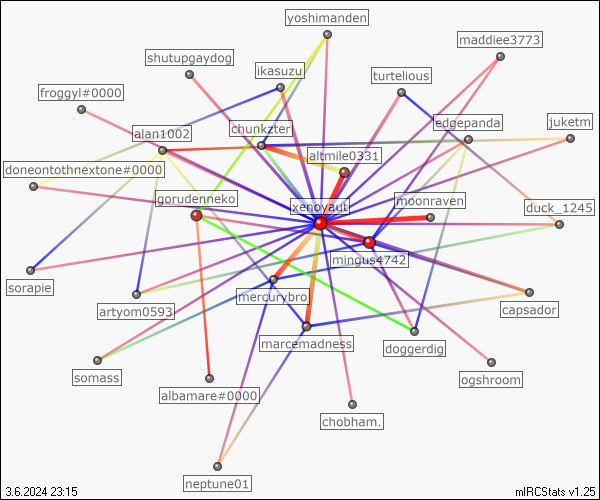 yoshimanden
maddiee3773
shutupgaydog
ikasuzu
turtelious
froggyl#0000
edgepanda
juketm
alan1002
chunkzter
altmile0331
doneontothnextone#0000
gorudenneko
xenovaut
moonraven
duck_1245
mingus4742
sorapie
mercurybro
artyom0593
capsador
marcemadness
doggerdig
somass
ogshroom
albamare#0000
chobham.
neptune01
3.6.2024 23:15
mIRCStats v1.25